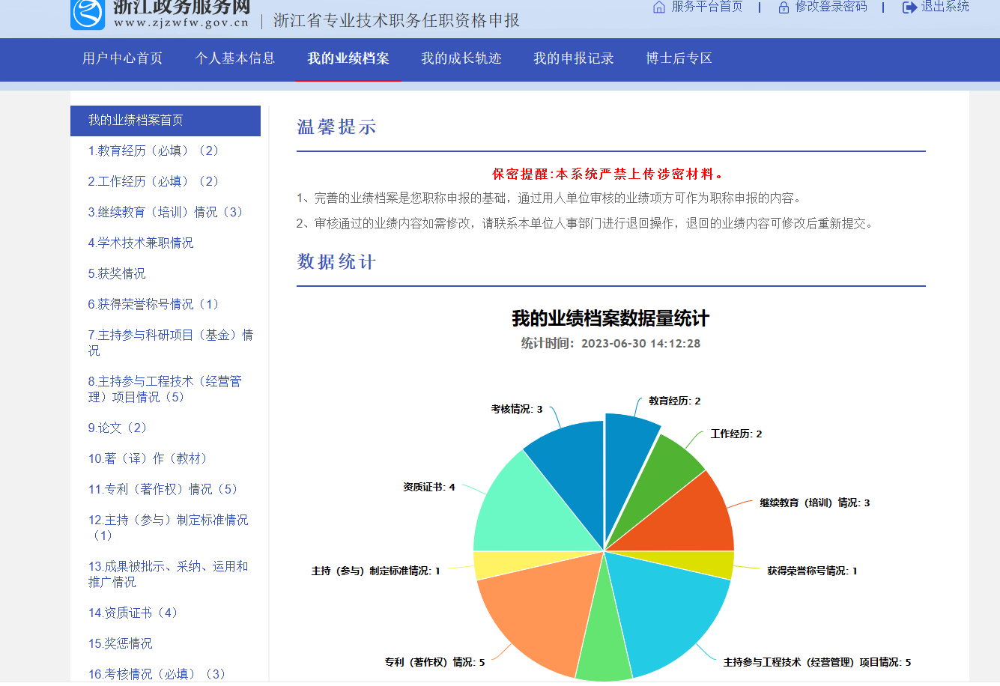 浙江政务服务网
www.zjzwfw.gov.cn
浙江省专业技术职务任职资格申报
服务平台首页
修改登录密码
退出系统
用户中心首页
个人基本信息
我的业绩档案
我的成长轨迹
我的申报记录
博士后专区
我的业绩档案首页
1.教育经历（必填）（2）
2.工作经历（必填）（2）
3.继续教育（培训）情况（3）
4.学术技术兼职情况
5.获奖情况
6.获得荣誉称号情况（1）
7.主持参与科研项目（基金）情
况
8.主持参与工程技术（经营管
理）项目情况（5）
9.论文（2）
10.著（译）作（教材）
11.专利（著作权）情况（5）
12.主持（参与）制定标准情况
（1）
13.成果被批示、采纳、运用和
推广情况
14.资质证书（4）
15.奖惩情况
16.考核情况（必填）（3）
温馨提示
保密提醒:本系统严禁上传涉密材料。
1、完善的业绩档案是您职称申报的基础，通过用人单位审核的业绩项方可作为职称申报的内容。
2、审核通过的业绩内容如需修改，请联系本单位人事部门进行退回操作，退回的业绩内容可修改后重新提交。
数据统计
我的业绩档案数据量统计
统计时间：2023-06-30 14:12:28
教育经历: 2
考核情况: 3
工作经历: 2
资质证书: 4
继续教育（培训）情况: 3
主持（参与）制定标准情况: 1
获得荣誉称号情况: 1
专利（著作权）情况: 5
主持参与工程技术（经营管理）项目情况: 5